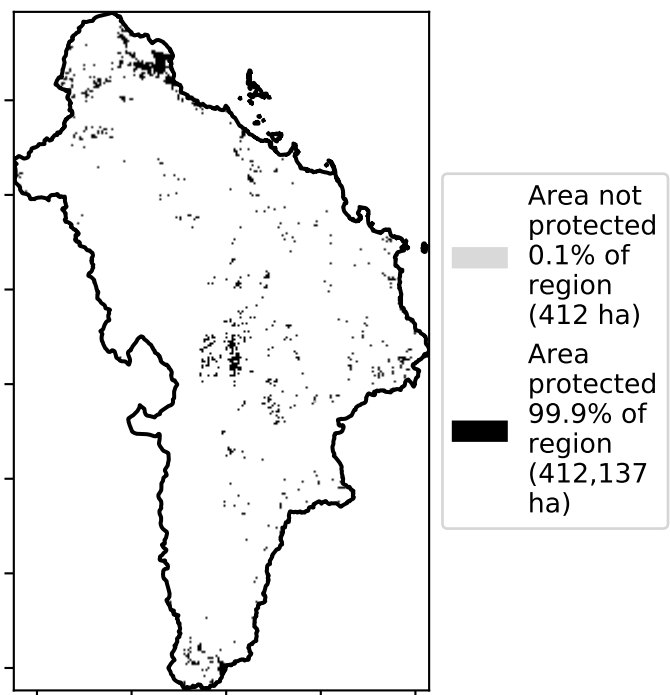 Area not
protected
0.1% of
region
(412 ha)
Area
protected
99.9% of
region
(412,137
ha)